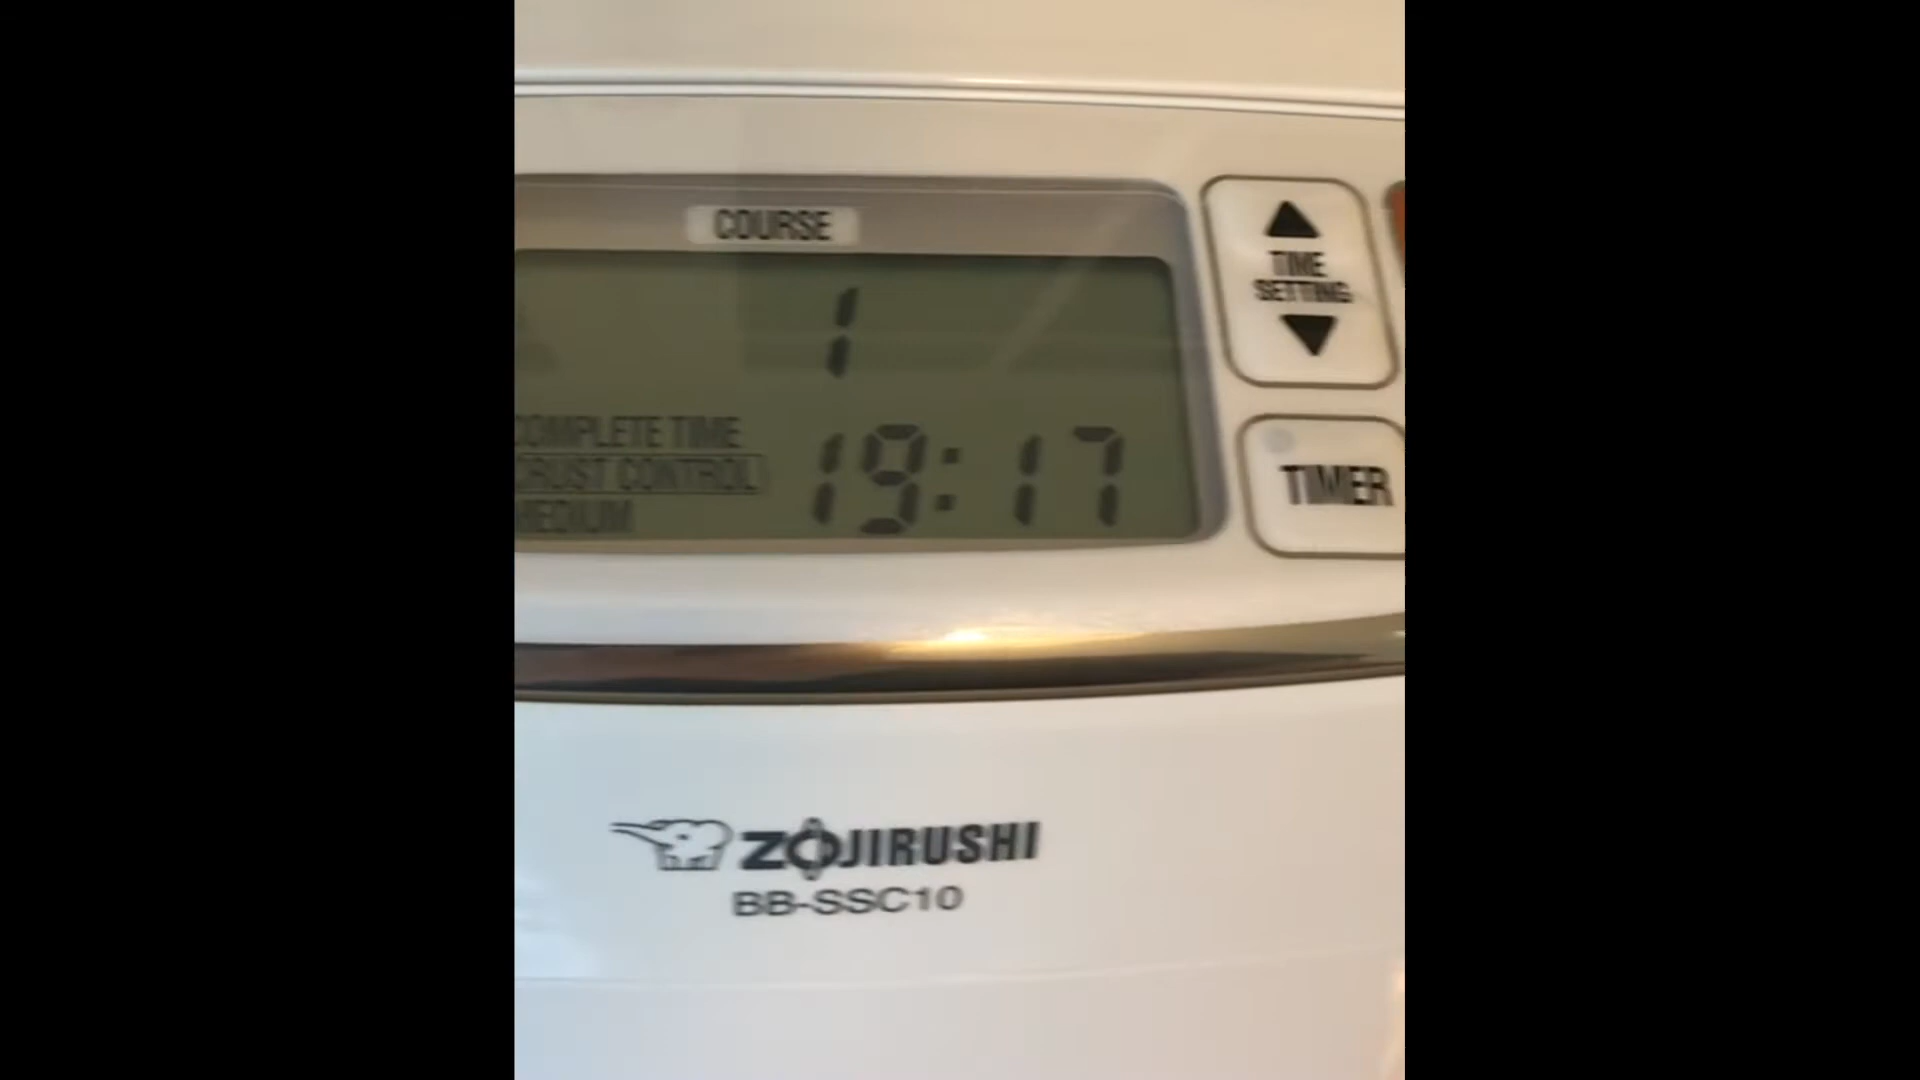 COURSE
1
TIME
SETTING
COMPLETE TIME
CRUST CONTROL
MEDIUM
19:17
TIMER
ZOJIRUSHI
BB-SSC10